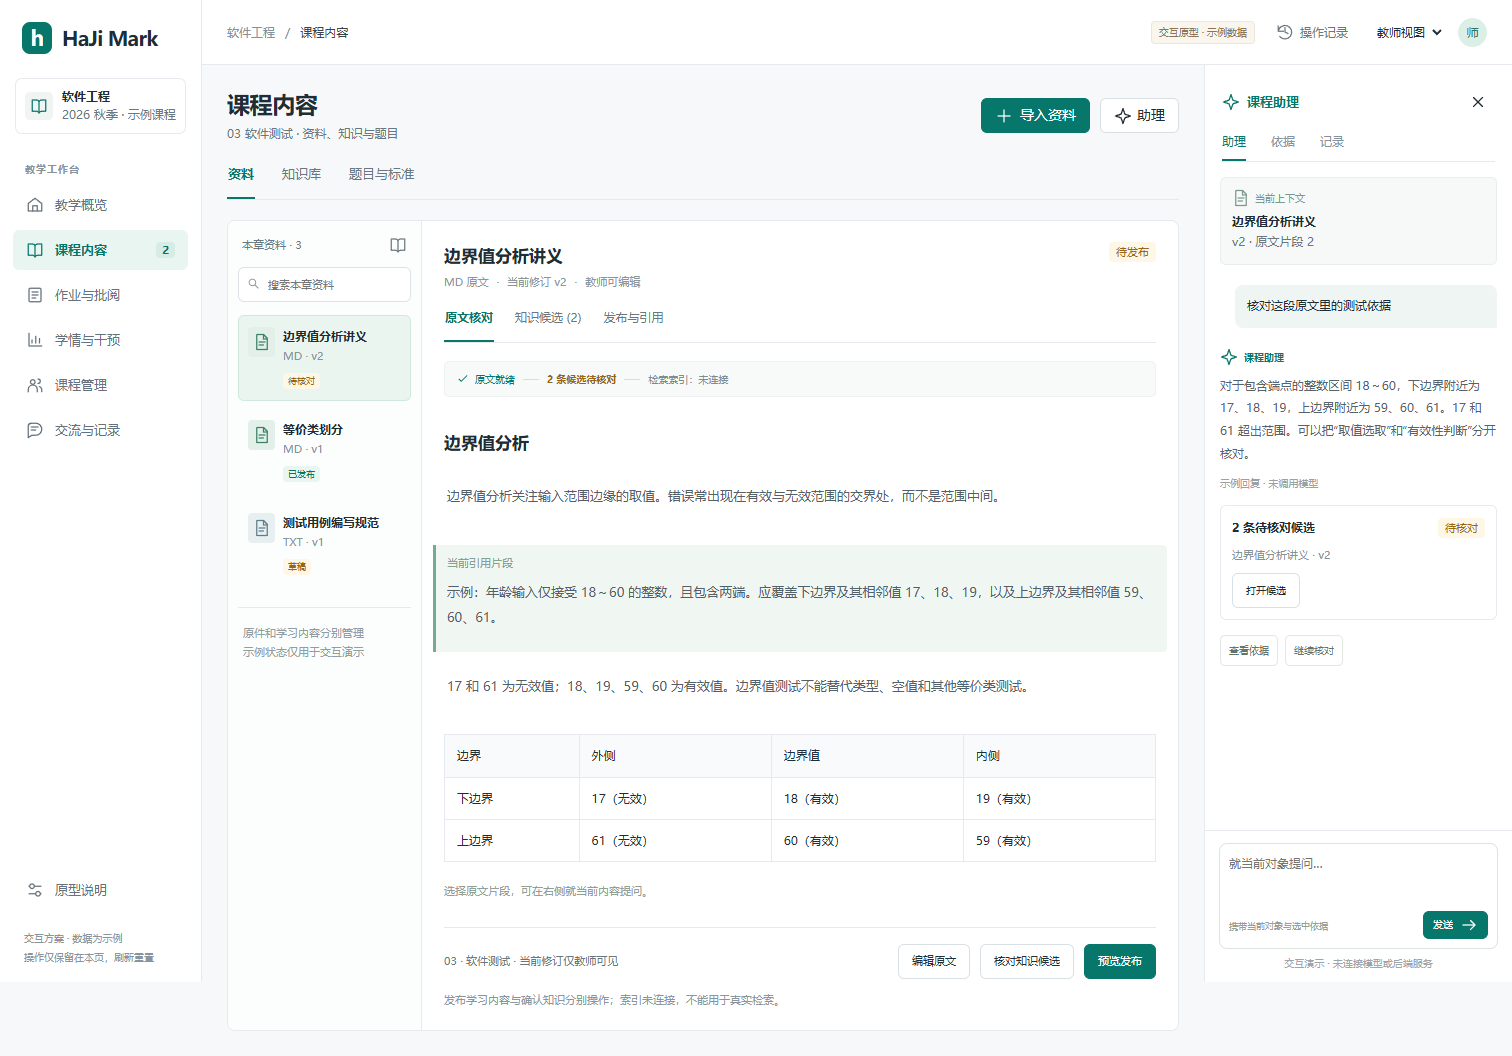 h HaJi Mark
软件工程
2026 秋季 · 示例课程
教学工作台
教学概览
课程内容 2
作业与批阅
学情与干预
课程管理
交流与记录
原型说明
交互方案 · 数据为示例
操作仅保留在本页，刷新重置
软件工程 / 课程内容
交互原型 · 示例数据
操作记录
教师视图
师
课程内容
03 软件测试 · 资料、知识与题目
导入资料
助理
资料 知识库 题目与标准
本章资料 · 3
搜索本章资料
边界值分析讲义
MD · v2
待核对
等价类划分
MD · v1
已发布
测试用例编写规范
TXT · v1
草稿
原件和学习内容分别管理
示例状态仅用于交互演示
边界值分析讲义
待发布
MD 原文 · 当前修订 v2 · 教师可编辑
原文核对 知识候选 (2) 发布与引用
原文就绪 2 条候选待核对 检索索引：未连接
边界值分析
边界值分析关注输入范围边缘的取值。错误常出现在有效与无效范围的交界处，而不是范围中间。
当前引用片段
示例：年龄输入仅接受 18～60 的整数，且包含两端。应覆盖下边界及其相邻值 17、18、19，以及上边界及其相邻值 59、
60、61。
17 和 61 为无效值；18、19、59、60 为有效值。边界值测试不能替代类型、空值和其他等价类测试。
边界 外侧 边界值 内侧
下边界 17（无效） 18（有效） 19（有效）
上边界 61（无效） 60（有效） 59（有效）
选择原文片段，可在右侧就当前内容提问。
03 · 软件测试 · 当前修订仅教师可见
编辑原文
核对知识候选
预览发布
发布学习内容与确认知识分别操作；索引未连接，不能用于真实检索。
课程助理
助理 依据 记录
当前上下文
边界值分析讲义
v2 · 原文片段 2
核对这段原文里的测试依据
课程助理
对于包含端点的整数区间 18～60，下边界附近为
17、18、19，上边界附近为 59、60、61。17 和
61 超出范围。可以把“取值选取”和“有效性判断”分开
核对。
示例回复 · 未调用模型
2 条待核对候选
待核对
边界值分析讲义 · v2
打开候选
查看依据
继续核对
就当前对象提问...
携带当前对象与选中依据
发送
交互演示 · 未连接模型或后端服务